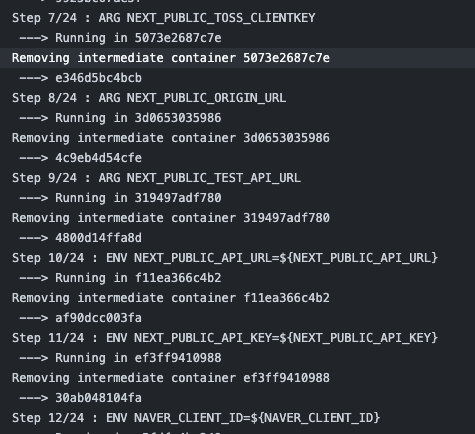 Step 7/24 : ARG NEXT_PUBLIC_TOSS_CLIENTKEY
---> Running in 5073e2687c7e
Removing intermediate container 5073e2687c7e
---> e346d5bc4bcb
Step 8/24 : ARG NEXT_PUBLIC_ORIGIN_URL
---> Running in 3d0653035986
Removing intermediate container 3d0653035986
---> 4c9eb4d54cfe
Step 9/24 : ARG NEXT_PUBLIC_TEST_API_URL
---> Running in 319497adf780
Removing intermediate container 319497adf780
---> 4800d14ffa8d
Step 10/24 : ENV NEXT_PUBLIC_API_URL=${NEXT_PUBLIC_API_URL}
---> Running in f11ea366c4b2
Removing intermediate container f11ea366c4b2
---> af90dcc003fa
Step 11/24 : ENV NEXT_PUBLIC_API_KEY=${NEXT_PUBLIC_API_KEY}
---> Running in ef3ff9410988
Removing intermediate container ef3ff9410988
---> 30ab048104fa
Step 12/24 : ENV NAVER_CLIENT_ID=${NAVER_CLIENT_ID}